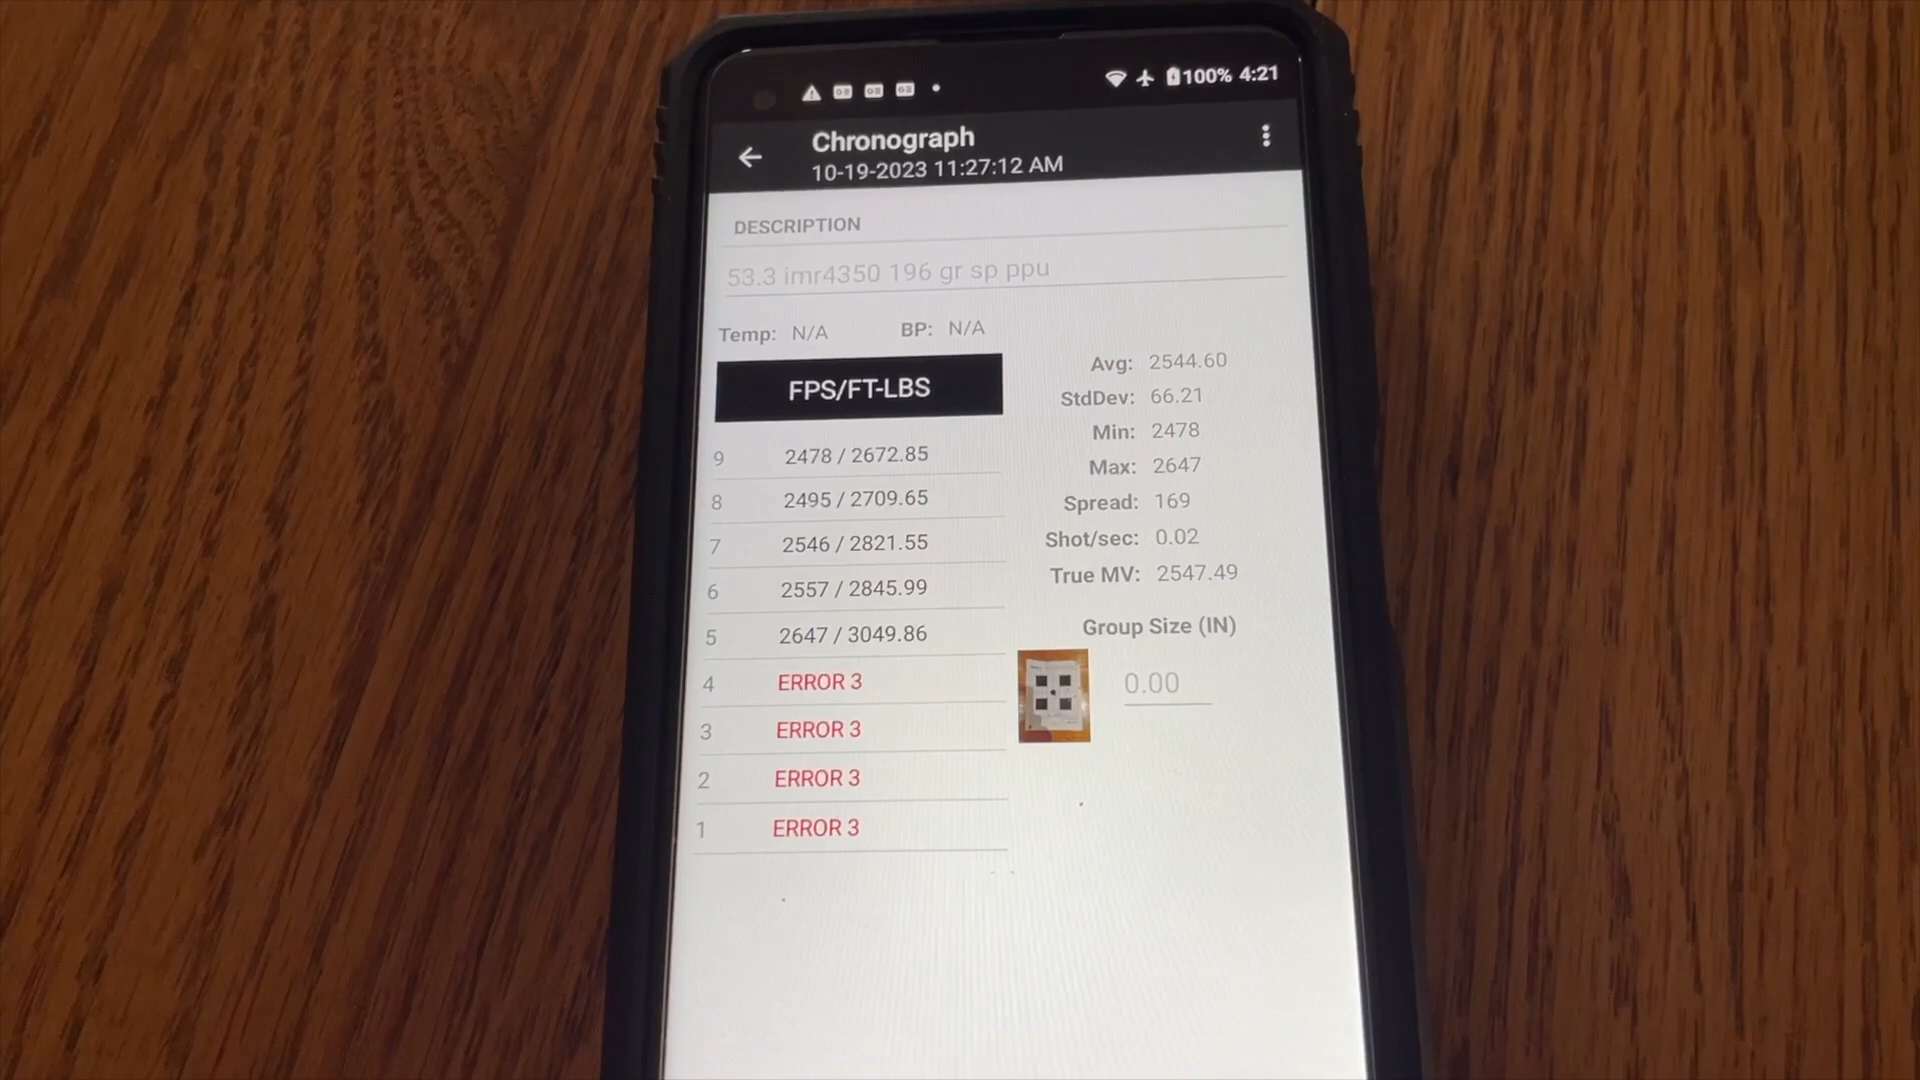 100% 4:21
Chronograph
10-19-2023 11:27:12 AM
DESCRIPTION
53.3 imr4350 196 gr sp ppu
Temp: N/A BP: N/A
FPS/FT-LBS
9 2478 / 2672.85
8 2495 / 2709.65
7 2546 / 2821.55
6 2557 / 2845.99
5 2647 / 3049.86
4 ERROR 3
3 ERROR 3
2 ERROR 3
1 ERROR 3
Avg: 2544.60
StdDev: 66.21
Min: 2478
Max: 2647
Spread: 169
Shot/sec: 0.02
True MV: 2547.49
Group Size (IN)
0.00